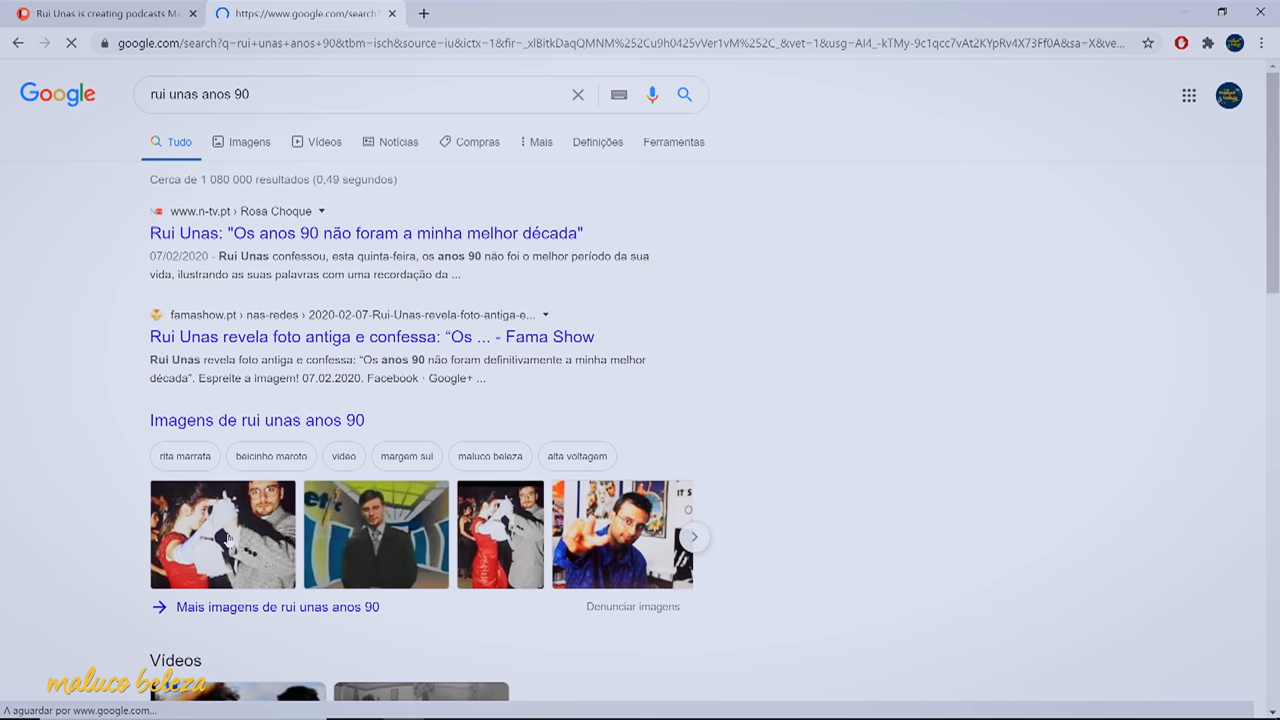 Rui Unas is creating podcasts Ma
https://www.google.com/search?
google.com/search?q=rui+unas+anos+90&tbm=isch&source=iu&ictx=1&fir=_xlBltkDaqQMNM%252Cu9h0425vVer1vM%252C_&vet=1&usg=AI4_-kTMy-9c1qcc7vAt2KYpRv4X73Ff0A&sa=X&ve...
Google
rui unas anos 90
Tudo Imagens Vídeos Notícias Compras Mais Definições Ferramentas
Cerca de 1 080 000 resultados (0,49 segundos)
www.n-tv.pt › Rosa Choque
Rui Unas: "Os anos 90 não foram a minha melhor década"
07/02/2020 - Rui Unas confessou, esta quinta-feira, os anos 90 não foi o melhor período da sua
vida, ilustrando as suas palavras com uma recordação da ...
famashow.pt › nas-redes › 2020-02-07-Rui-Unas-revela-foto-antiga-e...
Rui Unas revela foto antiga e confessa: “Os ... - Fama Show
Rui Unas revela foto antiga e confessa: “Os anos 90 não foram definitivamente a minha melhor
década”. Espreite a imagem! 07.02.2020. Facebook · Google+ ...
Imagens de rui unas anos 90
rita marrafa beicinho maroto video margem sul maluco beleza alta voltagem
IT'S
Mais imagens de rui unas anos 90
Denunciar imagens
Vídeos
maluco beleza
A aguardar por www.google.com...